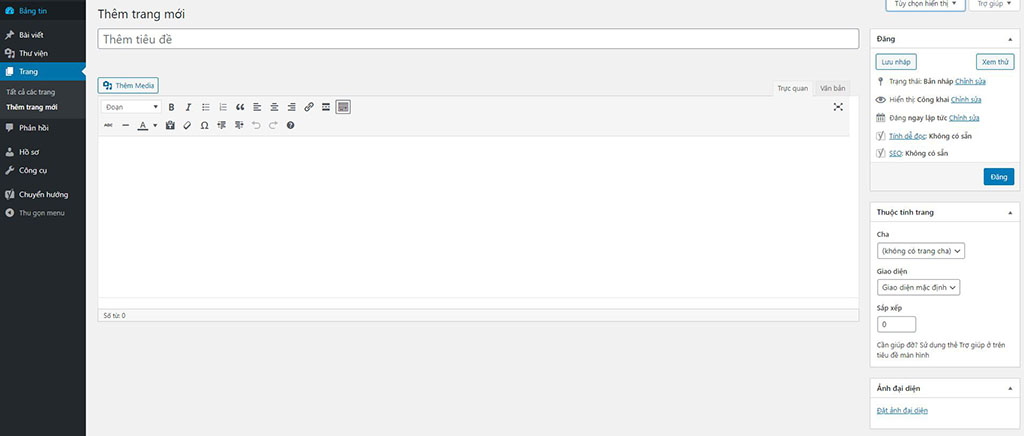 Bảng tin
Bài viết
Thư viện
Trang
Tất cả các trang
Thêm trang mới
Phản hồi
Hồ sơ
Công cụ
Chuyển hướng
Thu gọn menu
Tùy chọn hiển thị
Trợ giúp
Thêm trang mới
Thêm tiêu đề
Thêm Media
Trực quan
Văn bản
Đoạn
B I
ABC
A
Số từ: 0
Đăng
Lưu nháp
Xem thử
Trạng thái: Bản nháp Chỉnh sửa
Hiển thị: Công khai Chỉnh sửa
Đăng ngay lập tức Chỉnh sửa
Tính dễ đọc: Không có sẵn
SEO: Không có sẵn
Đăng
Thuộc tính trang
Cha
(không có trang cha)
Giao diện
Giao diện mặc định
Sắp xếp
0
Cần giúp đỡ? Sử dụng thẻ Trợ giúp ở trên
tiêu đề màn hình
Ảnh đại diện
Đặt ảnh đại diện